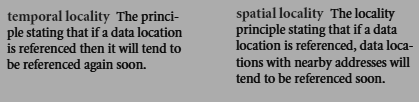 temporal locality The princi-
ple stating that if a data location
is referenced then it will tend to
be referenced again soon.
spatial locality The locality
principle stating that if a data
location is referenced, data loca-
tions with nearby addresses will
tend to be referenced soon.